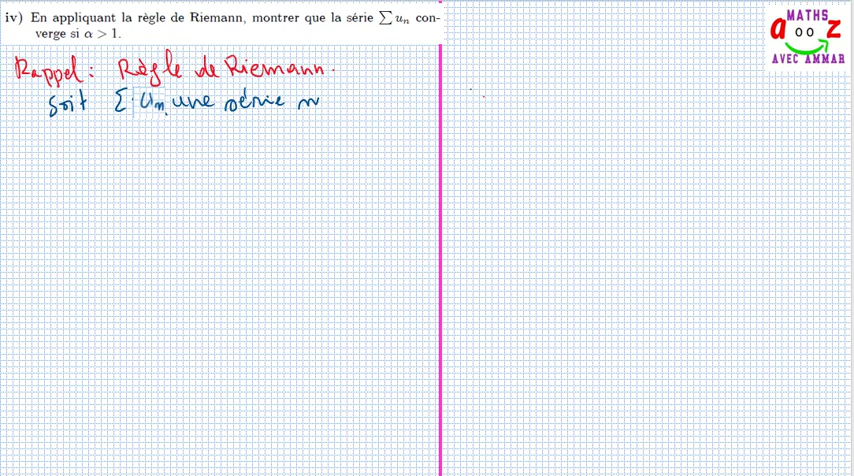 iv) En appliquant la règle de Riemann, montrer que la série ∑ uₙ con-
verge si α > 1.
Rappel : Règle de Riemann.
Soit ∑ Uₙ une série n
MATHS
a oo z
AVEC AMMAR